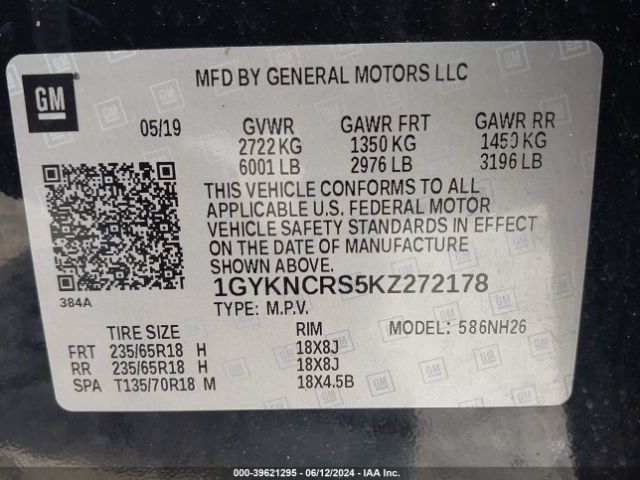 GM
MFD BY GENERAL MOTORS LLC
05/19 GVWR GAWR FRT GAWR RR
2722 KG 1350 KG 1450 KG
6001 LB 2976 LB 3196 LB
THIS VEHICLE CONFORMS TO ALL
APPLICABLE U.S. FEDERAL MOTOR
VEHICLE SAFETY STANDARDS IN EFFECT
ON THE DATE OF MANUFACTURE
SHOWN ABOVE.
1GYKNCRS5KZ272178
384A
TYPE: M.P.V.
TIRE SIZE RIM MODEL: 586NH26
FRT 235/65R18 H 18X8J
RR 235/65R18 H 18X8J
SPA T135/70R18 M 18X4.5B
000-39621295 - 06/12/2024 - IAA Inc.